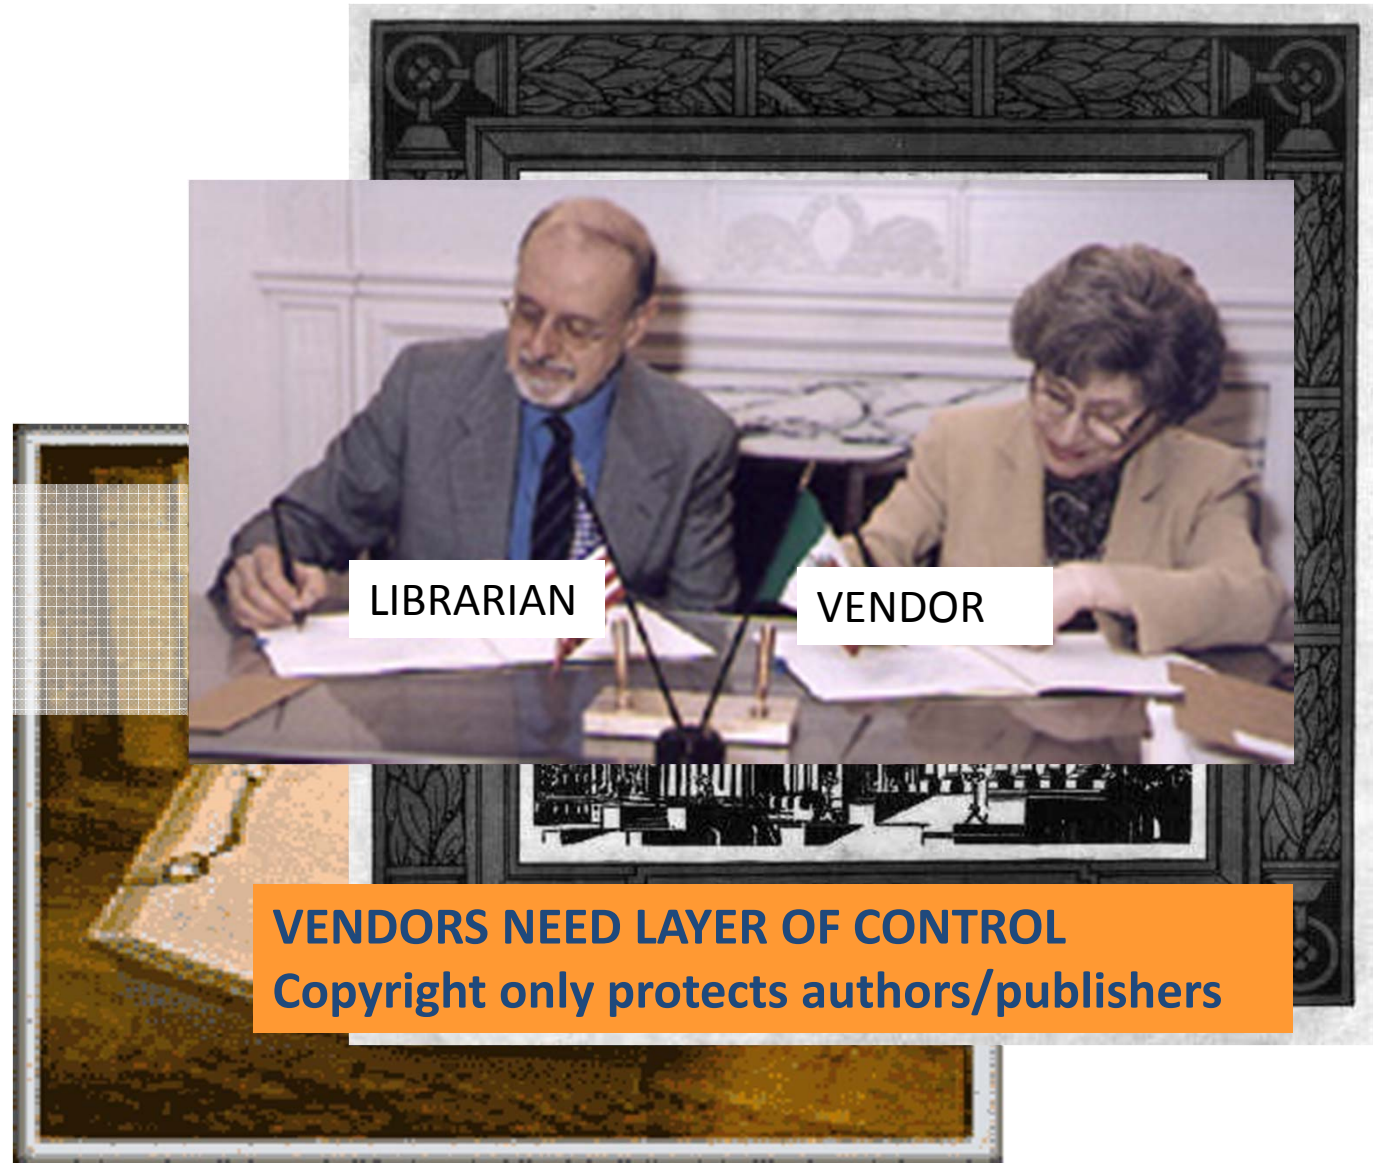 LIBRARIAN
VENDOR
VENDORS NEED LAYER OF CONTROL
Copyright only protects authors/publishers